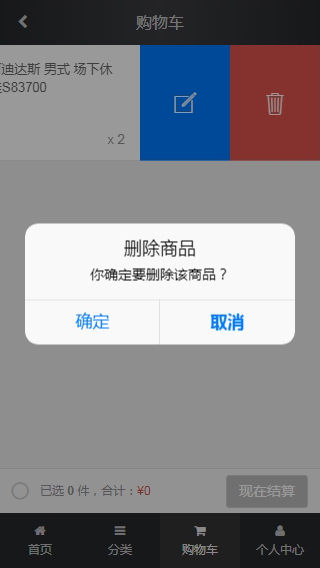 购物车
迪达斯 男式 场下休
S83700
x 2
删除商品
你确定要删除该商品？
确定
取消
已选 0 件，合计：¥0
现在结算
首页
分类
购物车
个人中心